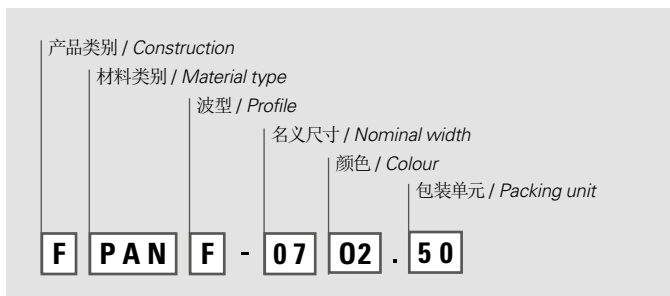 产品类别 / Construction
材料类别 / Material type
波型 / Profile
名义尺寸 / Nominal width
颜色 / Colour
包装单元 / Packing unit
F PAN F - 07 02 . 50